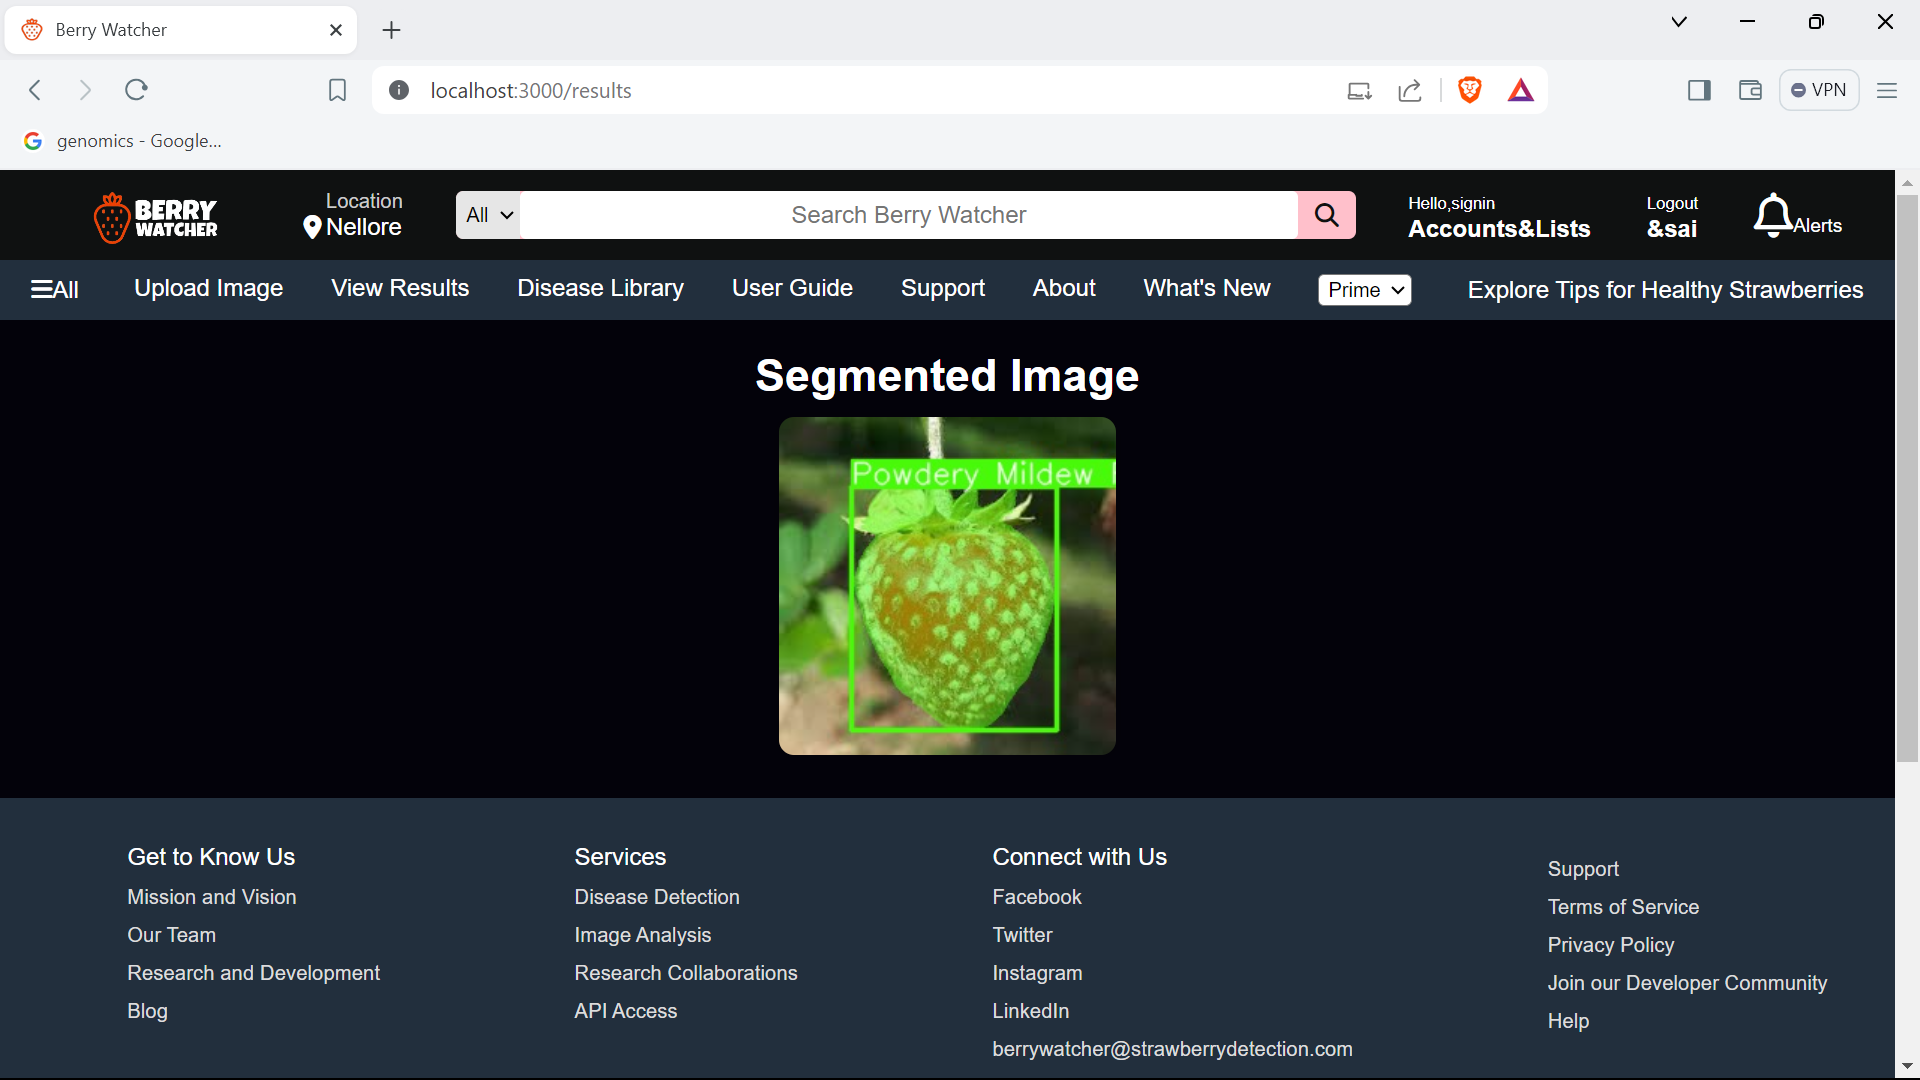 Berry Watcher
localhost:3000/results
VPN
genomics - Google...
BERRY
WATCHER
Location
Nellore
All
Search Berry Watcher
Hello,signin
Accounts&Lists
Logout
&sai
Alerts
All
Upload Image
View Results
Disease Library
User Guide
Support
About
What's New
Prime
Explore Tips for Healthy Strawberries
Segmented Image
Powdery Mildew
Get to Know Us
Mission and Vision
Our Team
Research and Development
Blog
Services
Disease Detection
Image Analysis
Research Collaborations
API Access
Connect with Us
Facebook
Twitter
Instagram
LinkedIn
berrywatcher@strawberrydetection.com
Support
Terms of Service
Privacy Policy
Join our Developer Community
Help